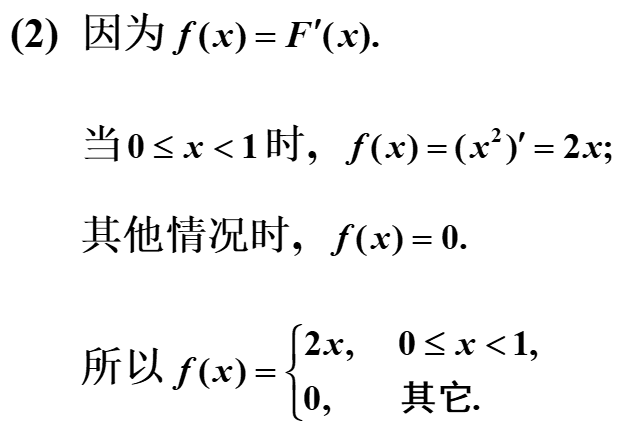 (2) 因为 f(x) = F′(x).
当 0 ≤ x < 1 时, f(x) = (x²)′ = 2x;
其他情况时, f(x) = 0.
所以 f(x) = { 2x, 0 ≤ x < 1,
0, 其它.